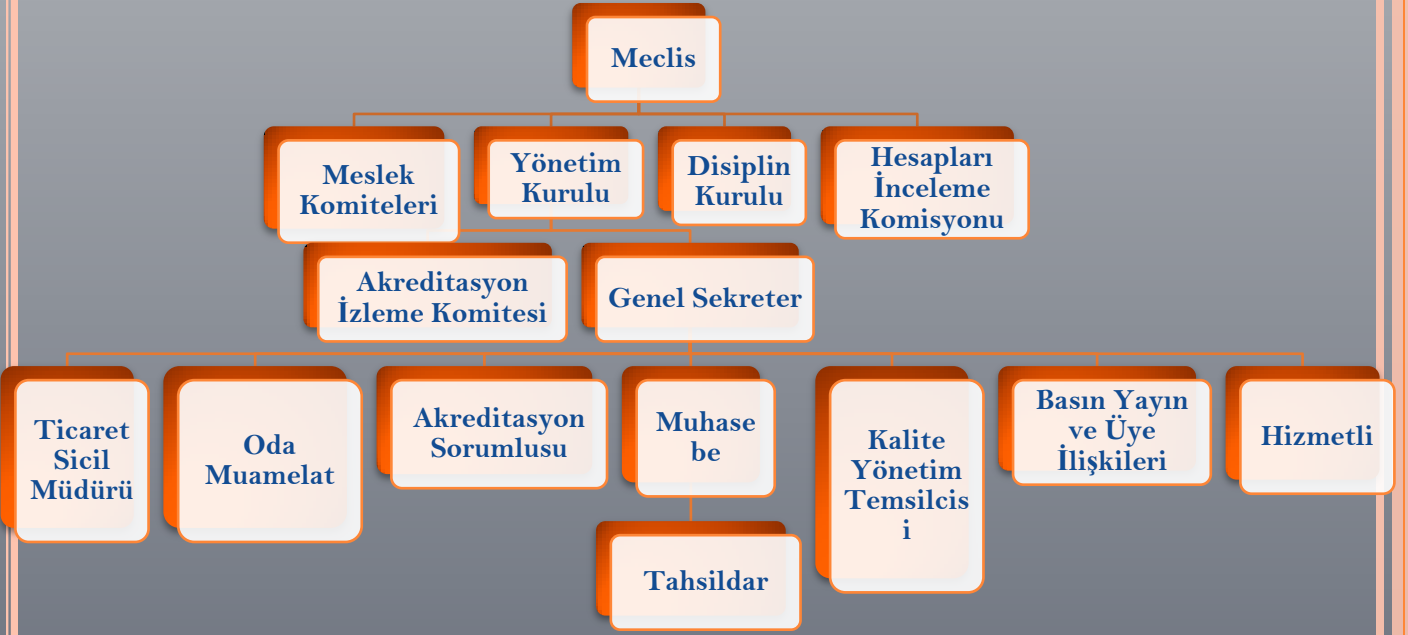 Meclis
Meslek
Komiteleri
Yönetim
Kurulu
Disiplin
Kurulu
Hesapları
İnceleme
Komisyonu
Akreditasyon
İzleme Komitesi
Genel Sekreter
Ticaret
Sicil
Müdürü
Oda
Muamelat
Akreditasyon
Sorumlusu
Muhase
be
Kalite
Yönetim
Temsilcis
i
Basın Yayın
ve Üye
İlişkileri
Hizmetli
Tahsildar